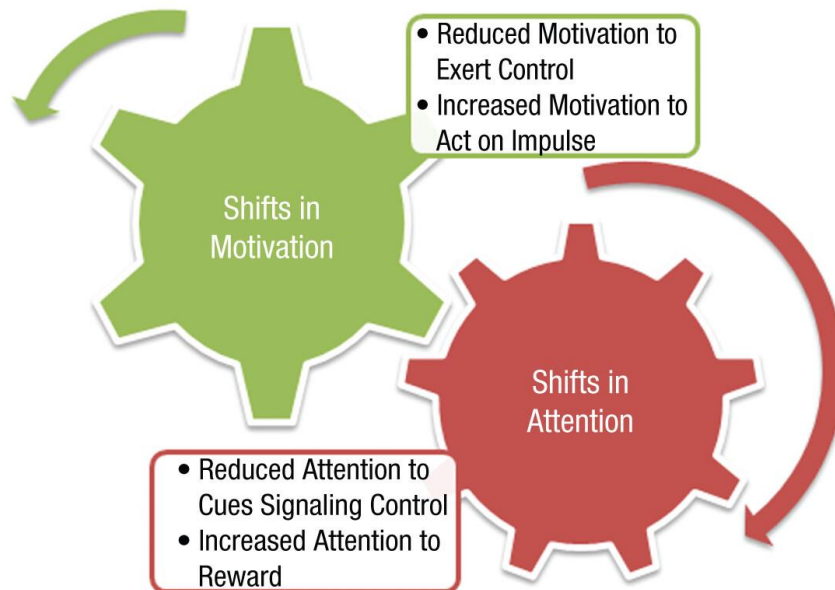 • Reduced Motivation to
Exert Control
• Increased Motivation to
Act on Impulse
Shifts in
Motivation
Shifts in
Attention
• Reduced Attention to
Cues Signaling Control
• Increased Attention to
Reward